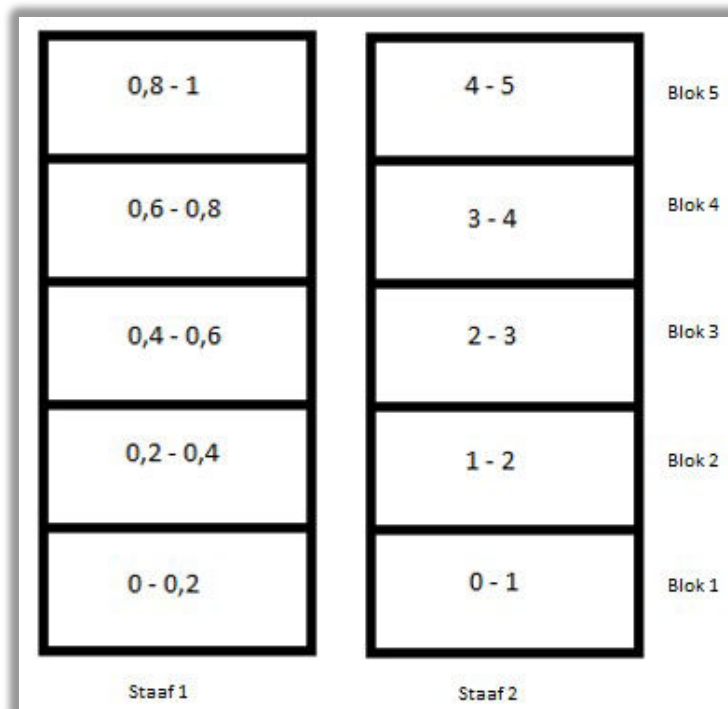 0,8 - 1
4 - 5
Blok 5
0,6 - 0,8
3 - 4
Blok 4
0,4 - 0,6
2 - 3
Blok 3
0,2 - 0,4
1 - 2
Blok 2
0 - 0,2
0 - 1
Blok 1
Staaf 1
Staaf 2